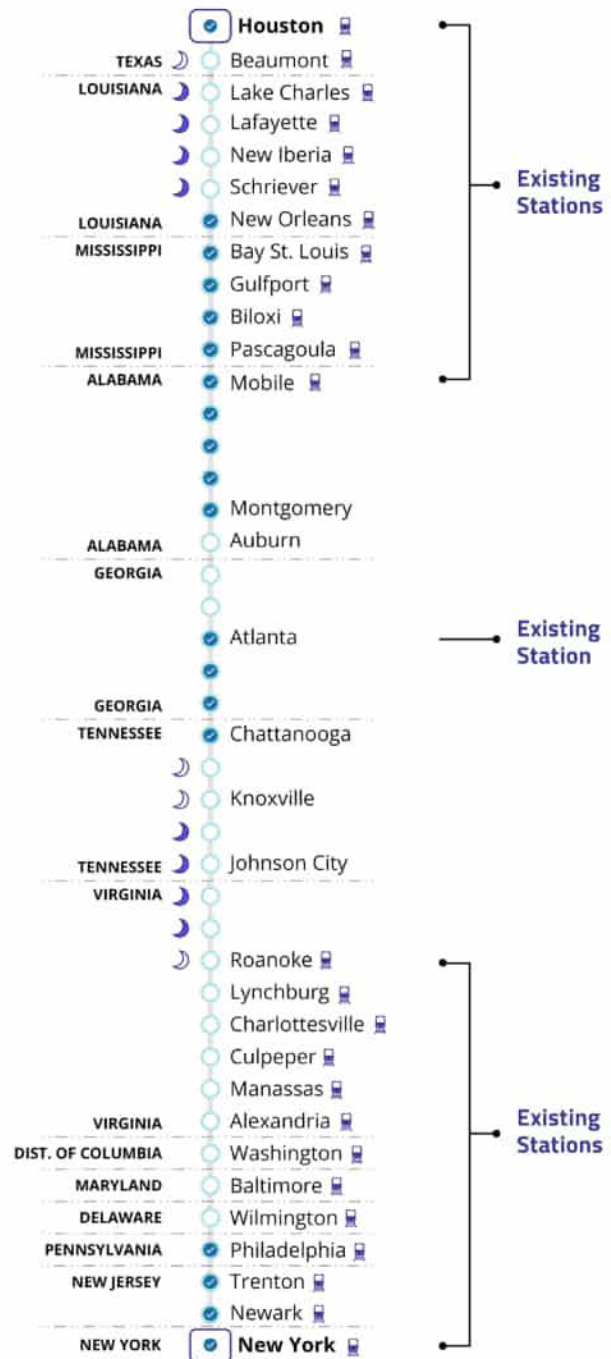 Houston
TEXAS Beaumont
LOUISIANA Lake Charles
Lafayette
New Iberia
Schriever
Existing
Stations
LOUISIANA New Orleans
MISSISSIPPI Bay St. Louis
Gulfport
Biloxi
MISSISSIPPI Pascagoula
ALABAMA Mobile
Montgomery
ALABAMA Auburn
GEORGIA
Atlanta
Existing
Station
GEORGIA
TENNESSEE Chattanooga
Knoxville
TENNESSEE Johnson City
VIRGINIA
Roanoke
Lynchburg
Charlottesville
Culpeper
Manassas
VIRGINIA Alexandria
Existing
Stations
DIST. OF COLUMBIA Washington
MARYLAND Baltimore
DELAWARE Wilmington
PENNSYLVANIA Philadelphia
NEW JERSEY Trenton
Newark
NEW YORK New York